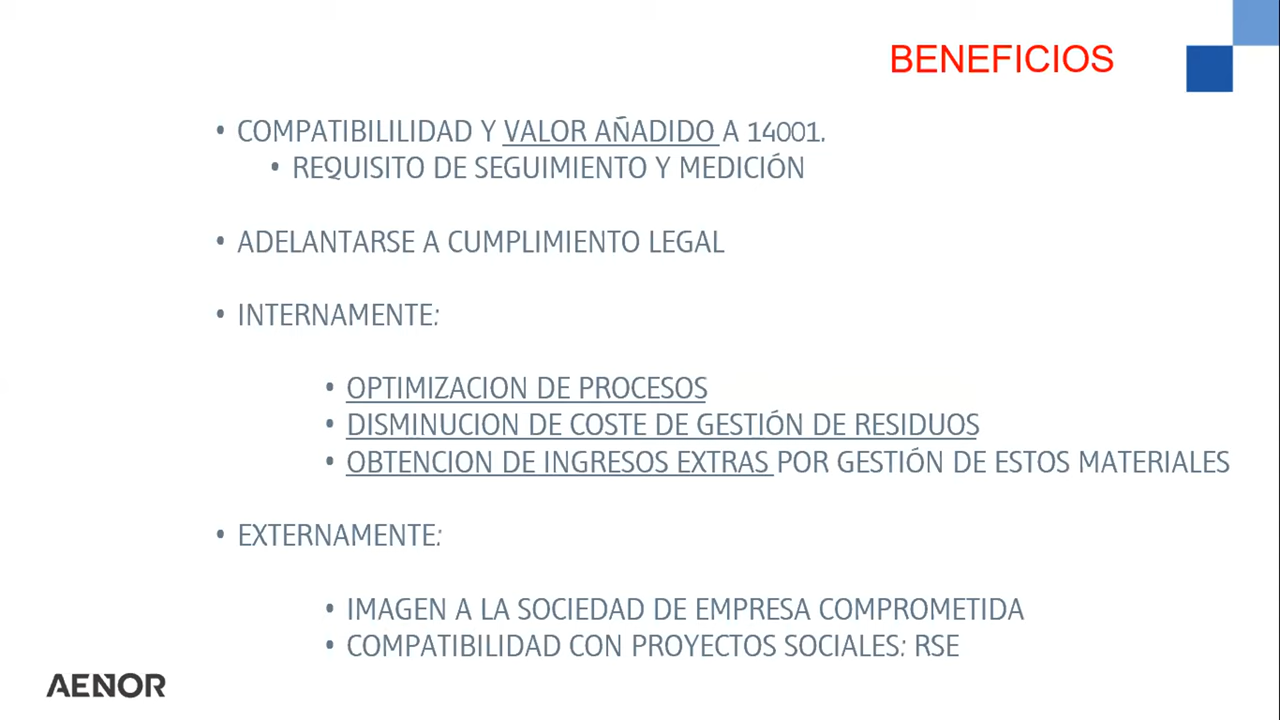 BENEFICIOS
• COMPATIBILILIDAD Y VALOR AÑADIDO A 14001.
• REQUISITO DE SEGUIMIENTO Y MEDICIÓN
• ADELANTARSE A CUMPLIMIENTO LEGAL
• INTERNAMENTE:
• OPTIMIZACION DE PROCESOS
• DISMINUCION DE COSTE DE GESTIÓN DE RESIDUOS
• OBTENCION DE INGRESOS EXTRAS POR GESTIÓN DE ESTOS MATERIALES
• EXTERNAMENTE:
• IMAGEN A LA SOCIEDAD DE EMPRESA COMPROMETIDA
• COMPATIBILIDAD CON PROYECTOS SOCIALES: RSE
AENOR